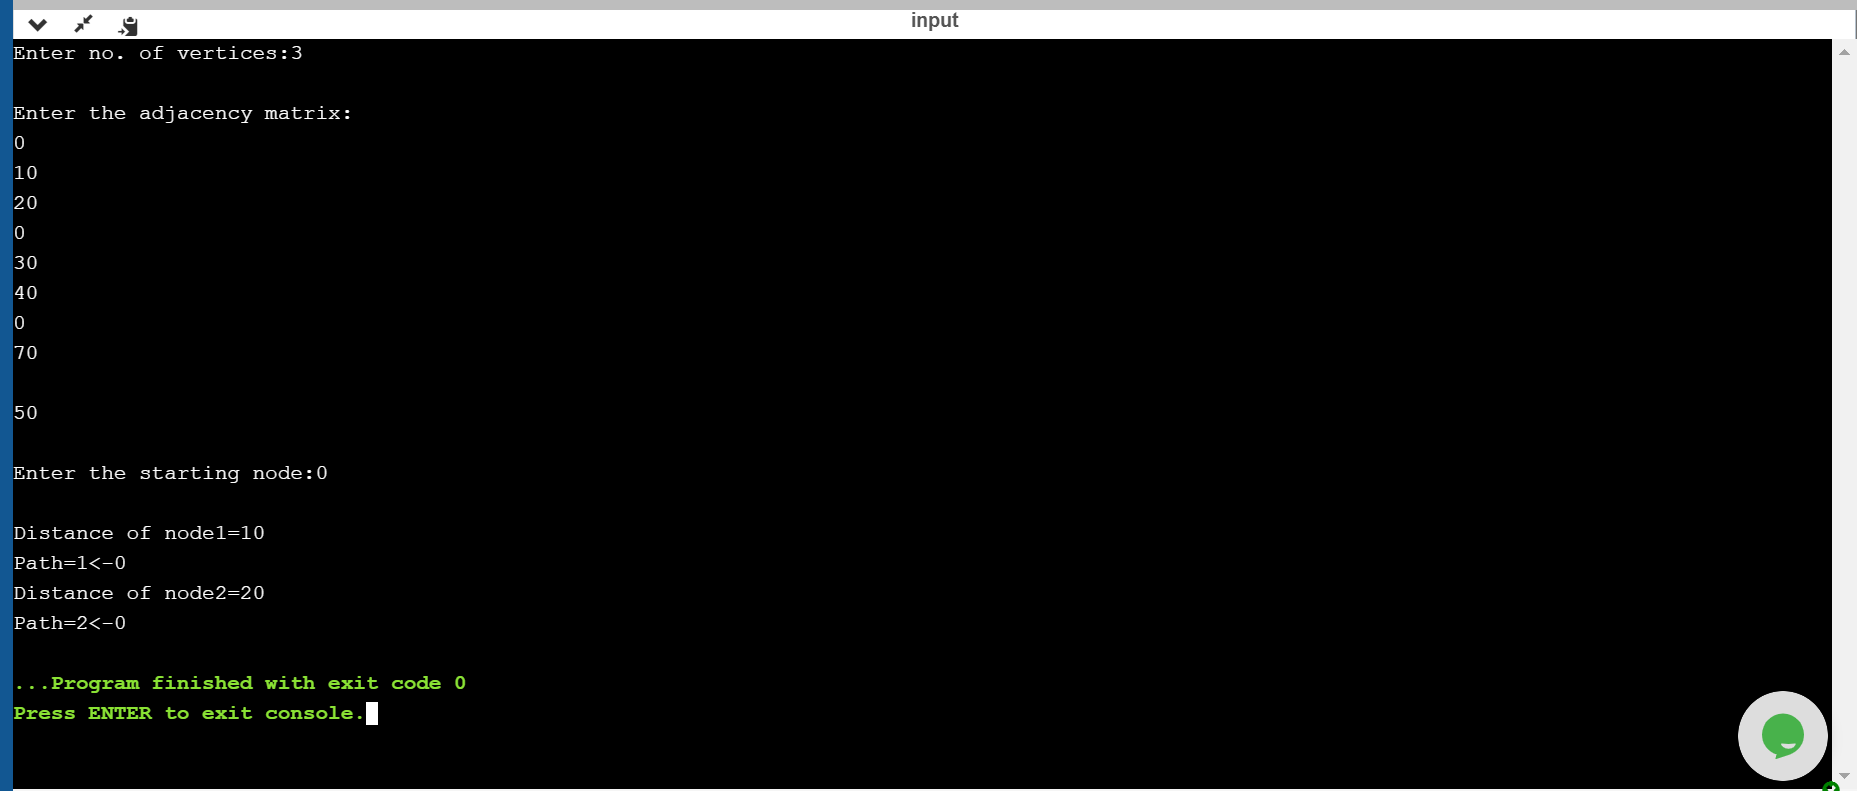 input
Enter no. of vertices:3
Enter the adjacency matrix:
0
10
20
0
30
40
0
70
50
Enter the starting node:0
Distance of node1=10
Path=1<-0
Distance of node2=20
Path=2<-0
...Program finished with exit code 0
Press ENTER to exit console.